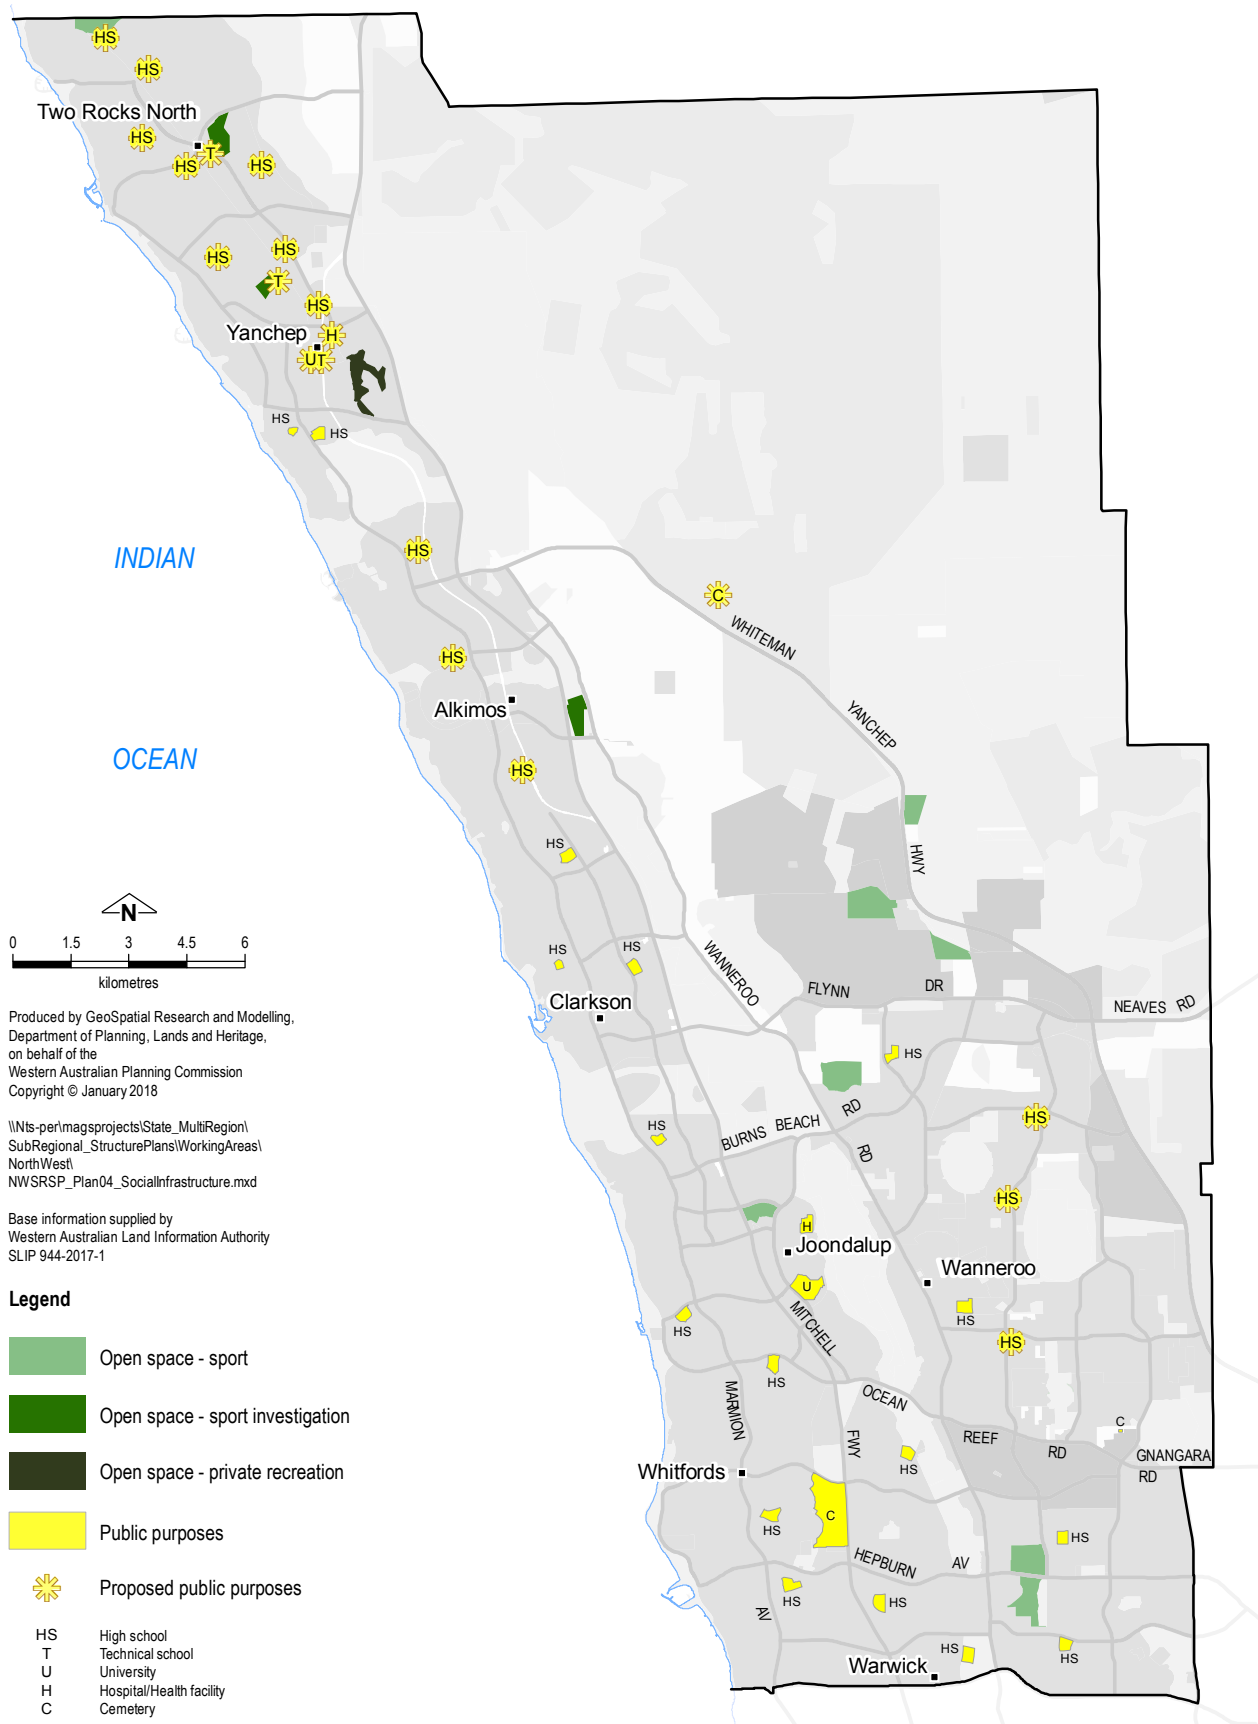 HS
HS
Two Rocks North
HS
T
HS
HS
HS
HS
T
HS
Yanchep
H
UT
HS
HS
HS
INDIAN
C
WHITEMAN
HS
Alkimos
YANCHEP
OCEAN
HS
HS
HWY
N
0 1.5 3 4.5 6
kilometres
HS
HS
WANNEROO
Clarkson
FLYNN
DR
NEAVES RD
Produced by GeoSpatial Research and Modelling,
Department of Planning, Lands and Heritage,
on behalf of the
Western Australian Planning Commission
Copyright © January 2018
\\Nts-per\magsprojects\State_MultiRegion\
SubRegional_StructurePlans\WorkingAreas\
NorthWest\
NWSRSP_Plan04_SocialInfrastructure.mxd
Base information supplied by
Western Australian Land Information Authority
SLIP 944-2017-1
HS
RD
HS
HS
BURNS BEACH
RD
HS
H
Joondalup
Wanneroo
U
HS
HS
MITCHELL
HS
HS
MARMION
OCEAN
C
FWY
REEF
RD
GNANGARA
RD
HS
Whitfords
HS
C
HS
HEPBURN
AV
HS
HS
AV
HS
HS
Warwick
Legend
Open space - sport
Open space - sport investigation
Open space - private recreation
Public purposes
Proposed public purposes
HS High school
T Technical school
U University
H Hospital/Health facility
C Cemetery